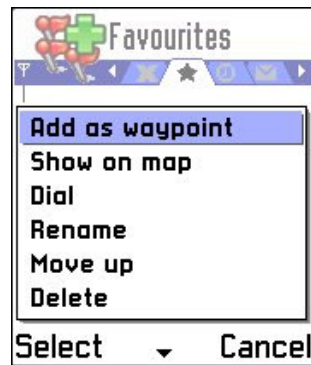 Favourites
Add as waypoint
Show on map
Dial
Rename
Move up
Delete
Select Cancel